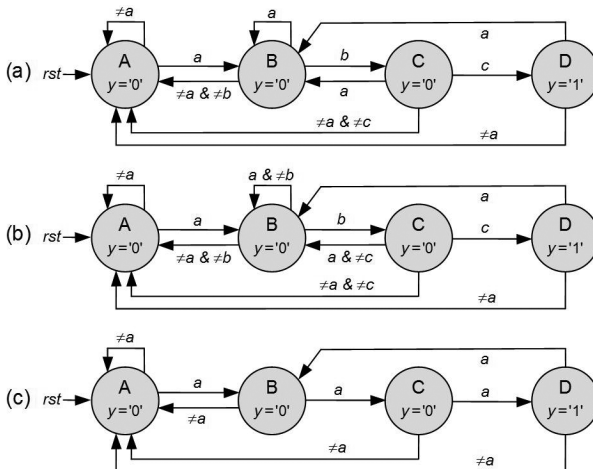 ≠a a a
(a) rst A y='0' a B y='0' b C y='0' c D y='1'
≠a & ≠b a
≠a & ≠c
≠a
≠a a & ≠b a
(b) rst A y='0' a B y='0' b C y='0' c D y='1'
≠a & ≠b a & ≠c
≠a & ≠c
≠a
≠a a
(c) rst A y='0' a B y='0' a C y='0' a D y='1'
≠a
≠a
≠a